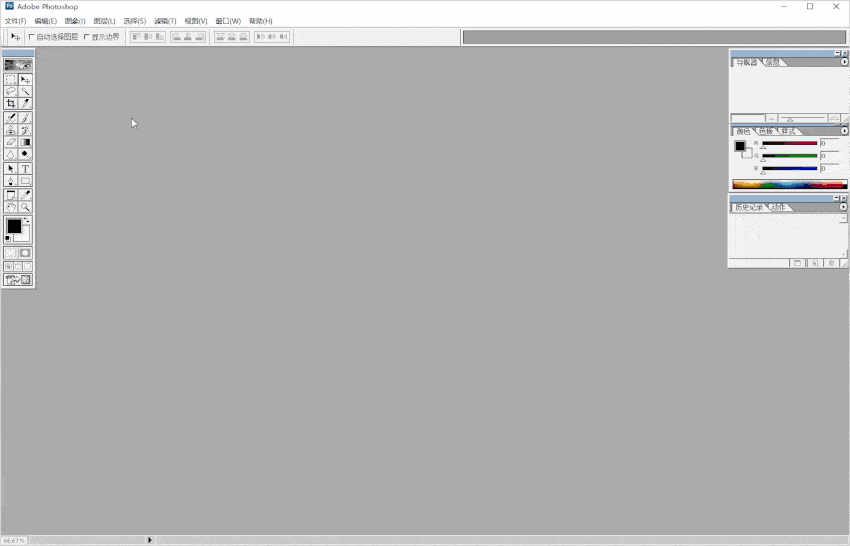 Adobe Photoshop
文件(F) 编辑(E) 图象(I) 图层(L) 选择(S) 滤镜(T) 视图(V) 窗口(W) 帮助(H)
自动选择图层 显示边界
导航器 信息
颜色 色板 样式
R 0
G 0
B 0
历史记录 动作
66.67%